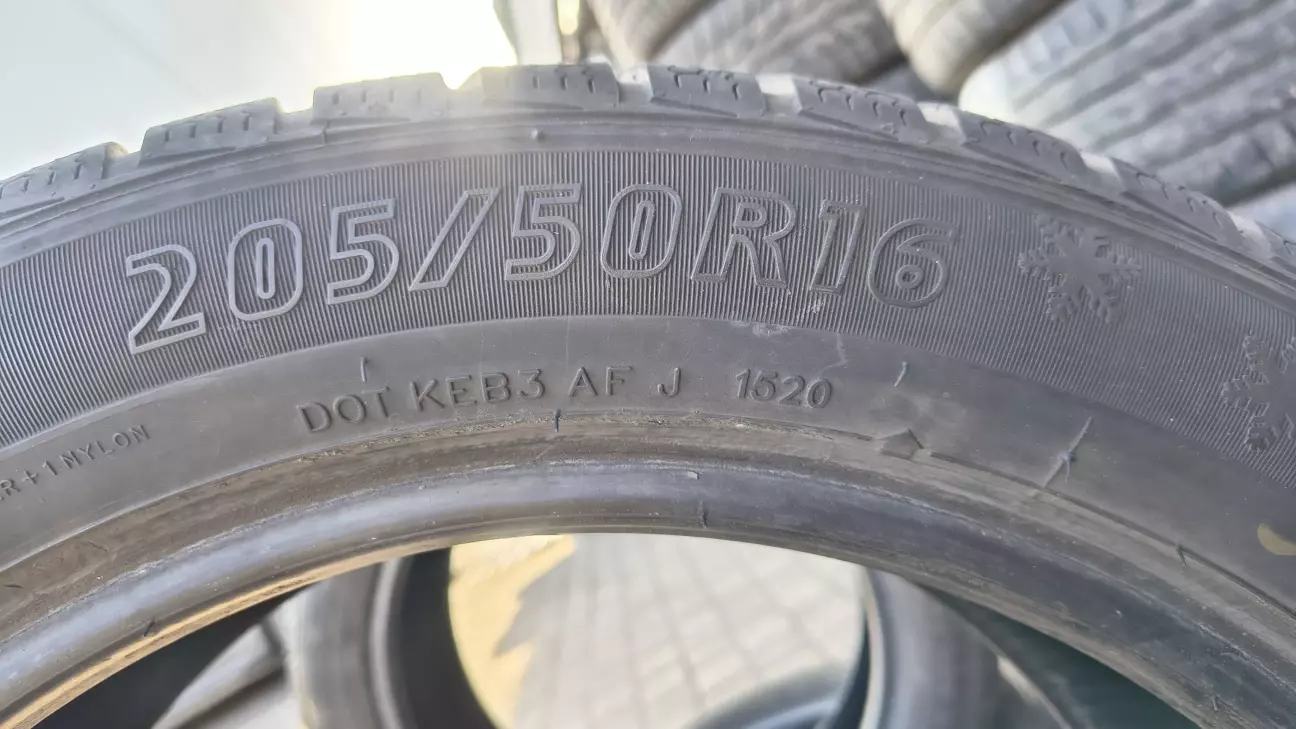 205/50R16
DOT KEB3 AF J 1520
+1 NYLON